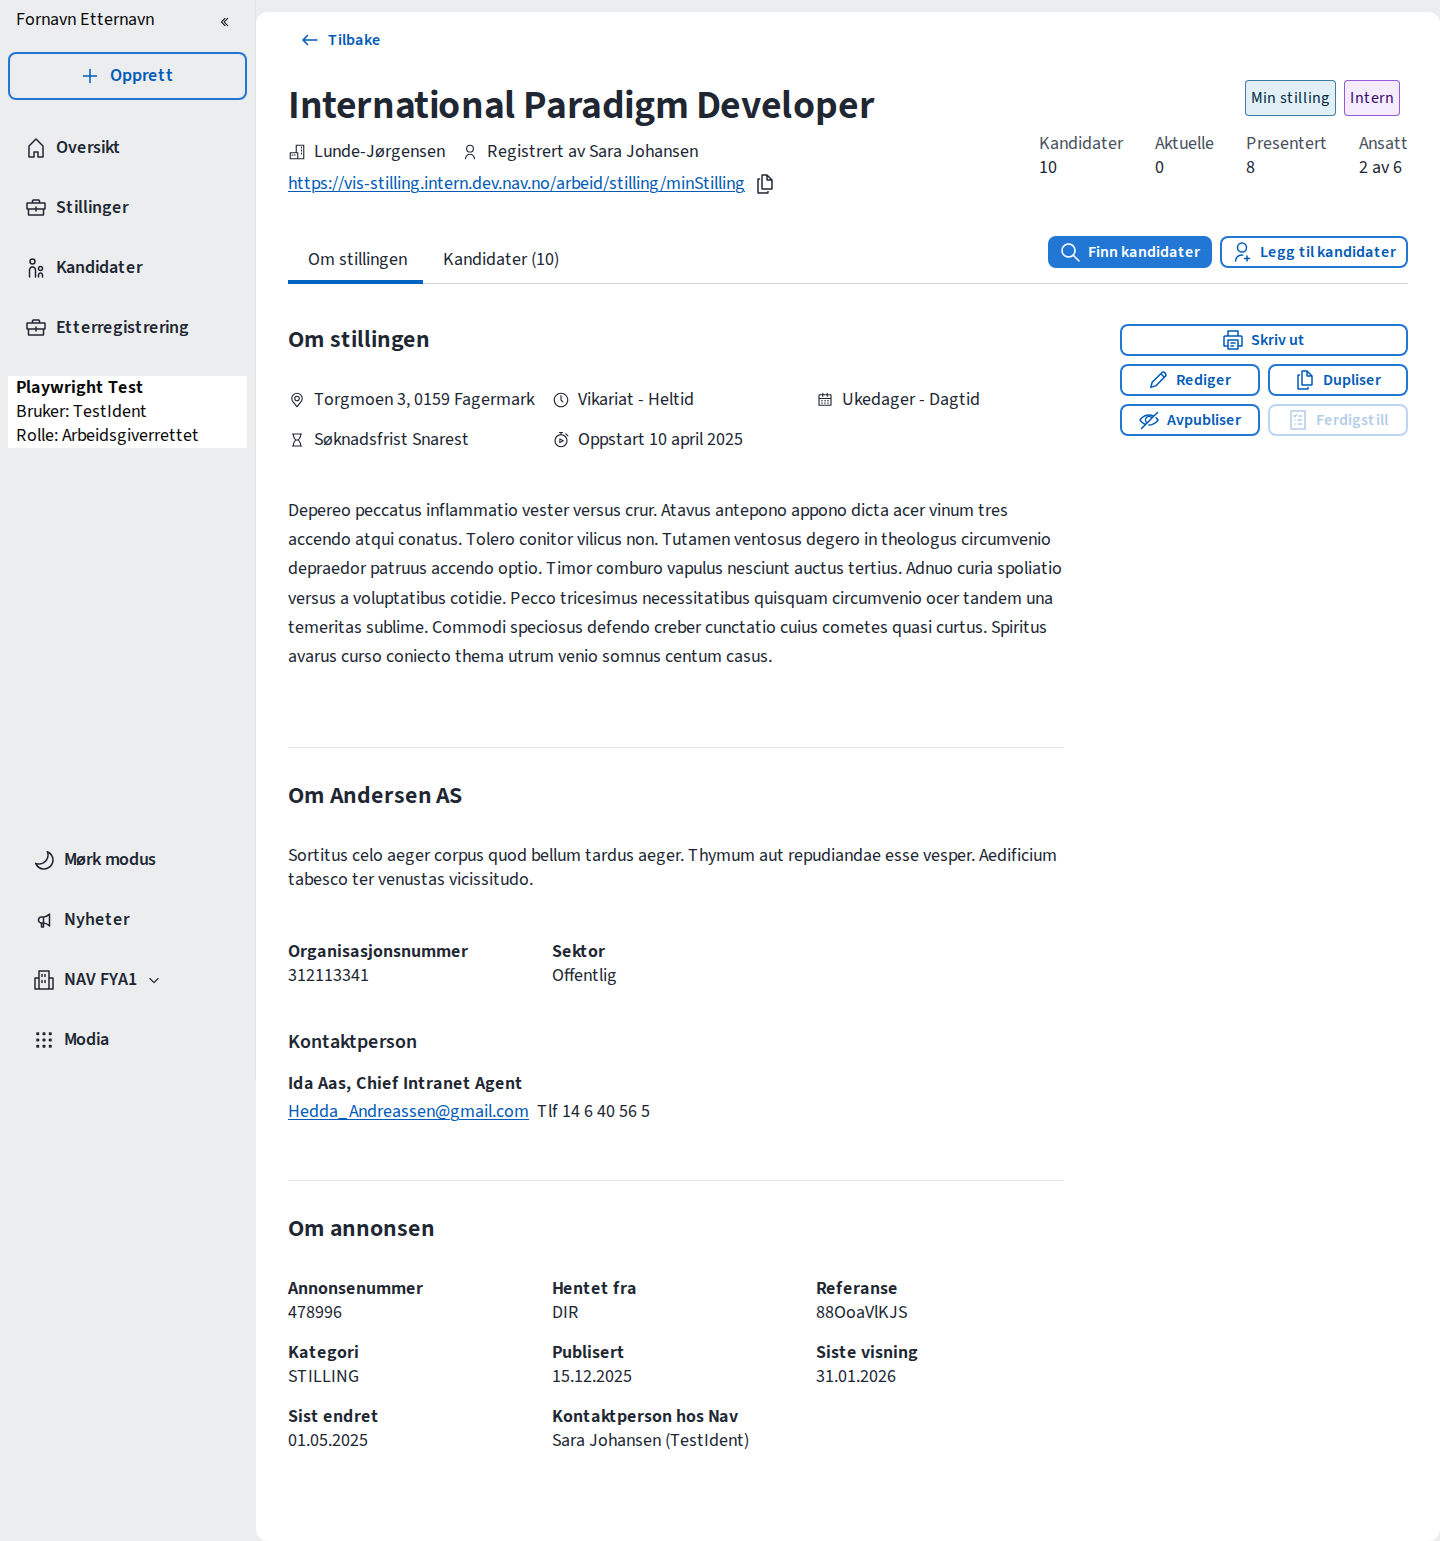 Fornavn Etternavn
Opprett
Oversikt
Stillinger
Kandidater
Etterregistrering
Playwright Test
Bruker: TestIdent
Rolle: Arbeidsgiverrettet
Mørk modus
Nyheter
NAV FYA1
Modia
Tilbake
International Paradigm Developer
Min stilling Intern
Lunde-Jørgensen Registrert av Sara Johansen
https://vis-stilling.intern.dev.nav.no/arbeid/stilling/minStilling
Kandidater Aktuelle Presentert Ansatt
10 0 8 2 av 6
Om stillingen Kandidater (10)
Finn kandidater Legg til kandidater
Om stillingen
Torgmoen 3, 0159 Fagermark Vikariat - Heltid Ukedager - Dagtid
Søknadsfrist Snarest Oppstart 10 april 2025
Skriv ut
Rediger Dupliser
Avpubliser Ferdigstill
Depereo peccatus inflammatio vester versus crur. Atavus antepono appono dicta acer vinum tres
accendo atqui conatus. Tolero conitor vilicus non. Tutamen ventosus degero in theologus circumvenio
depraedor patruus accendo optio. Timor comburo vapulus nesciunt auctus tertius. Adnuo curia spoliatio
versus a voluptatibus cotidie. Pecco tricesimus necessitatibus quisquam circumvenio ocer tandem una
temeritas sublime. Commodi speciosus defendo creber cunctatio cuius cometes quasi curtus. Spiritus
avarus curso coniecto thema utrum venio somnus centum casus.
Om Andersen AS
Sortitus celo aeger corpus quod bellum tardus aeger. Thymum aut repudiandae esse vesper. Aedificium
tabesco ter venustas vicissitudo.
Organisasjonsnummer Sektor
312113341 Offentlig
Kontaktperson
Ida Aas, Chief Intranet Agent
Hedda_Andreassen@gmail.com Tlf 14 6 40 56 5
Om annonsen
Annonsenummer Hentet fra Referanse
478996 DIR 88OoaVlKJS
Kategori Publisert Siste visning
STILLING 15.12.2025 31.01.2026
Sist endret Kontaktperson hos Nav
01.05.2025 Sara Johansen (TestIdent)